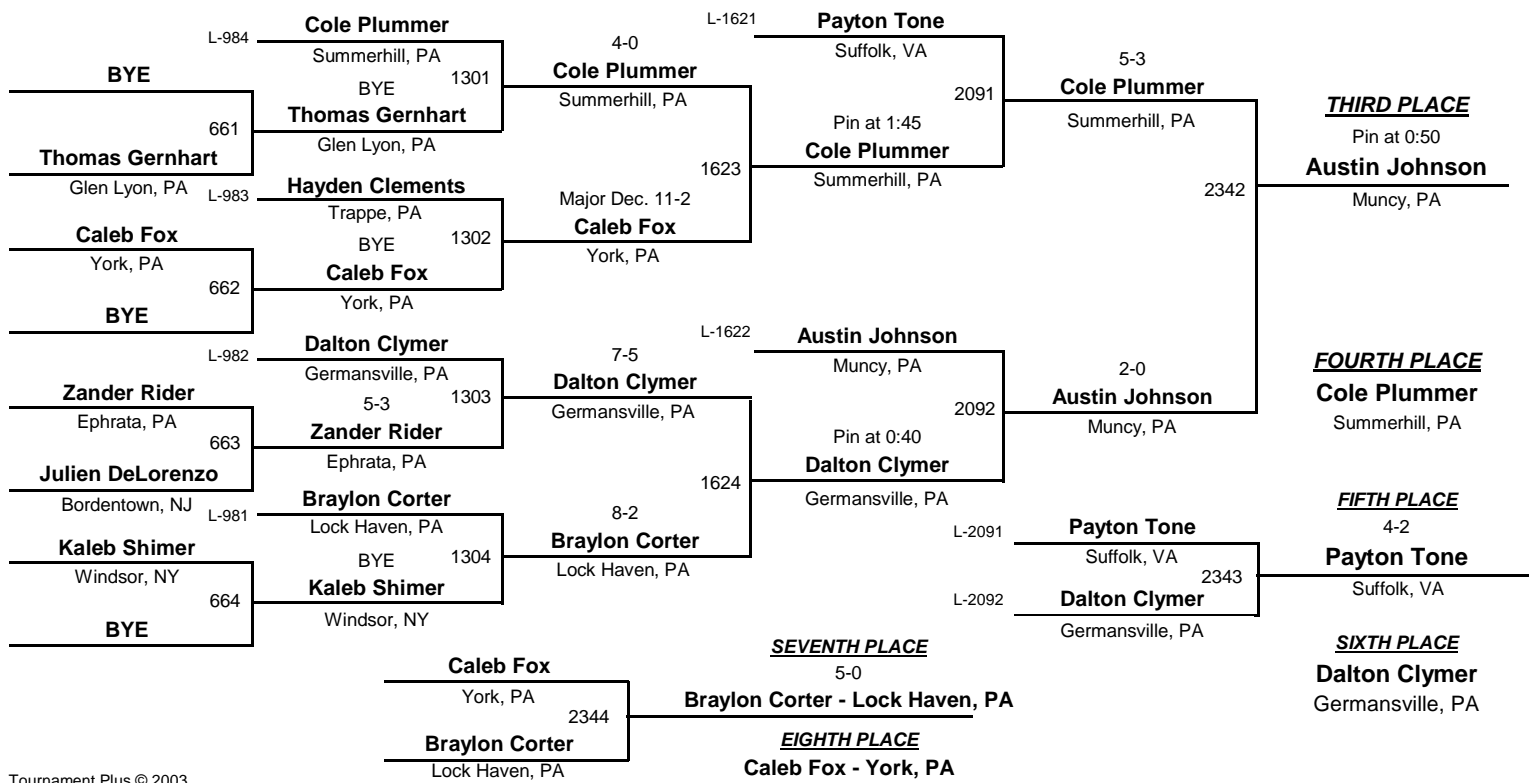 L-984
Cole Plummer
Summerhill, PA
BYE
BYE
1301
661
Thomas Gernhart
Glen Lyon, PA
Thomas Gernhart
Glen Lyon, PA
L-983
Hayden Clements
Trappe, PA
Caleb Fox
York, PA
BYE
1302
662
Caleb Fox
York, PA
BYE
L-982
Dalton Clymer
Germansville, PA
Zander Rider
Ephrata, PA
5-3
1303
663
Zander Rider
Ephrata, PA
Julien DeLorenzo
Bordentown, NJ
L-981
Braylon Corter
Lock Haven, PA
Kaleb Shimer
Windsor, NY
BYE
1304
664
Kaleb Shimer
Windsor, NY
BYE
4-0
Cole Plummer
Summerhill, PA
1623
Major Dec. 11-2
Caleb Fox
York, PA
7-5
Dalton Clymer
Germansville, PA
1624
8-2
Braylon Corter
Lock Haven, PA
L-1621
Payton Tone
Suffolk, VA
2091
Pin at 1:45
Cole Plummer
Summerhill, PA
L-1622
Austin Johnson
Muncy, PA
2092
Pin at 0:40
Dalton Clymer
Germansville, PA
5-3
Cole Plummer
Summerhill, PA
2342
2-0
Austin Johnson
Muncy, PA
THIRD PLACE
Pin at 0:50
Austin Johnson
Muncy, PA
FOURTH PLACE
Cole Plummer
Summerhill, PA
L-2091
Payton Tone
Suffolk, VA
2343
L-2092
Dalton Clymer
Germansville, PA
FIFTH PLACE
4-2
Payton Tone
Suffolk, VA
SIXTH PLACE
Dalton Clymer
Germansville, PA
Caleb Fox
York, PA
2344
Braylon Corter
Lock Haven, PA
SEVENTH PLACE
5-0
Braylon Corter - Lock Haven, PA
EIGHTH PLACE
Caleb Fox - York, PA
Tournament Plus © 2003